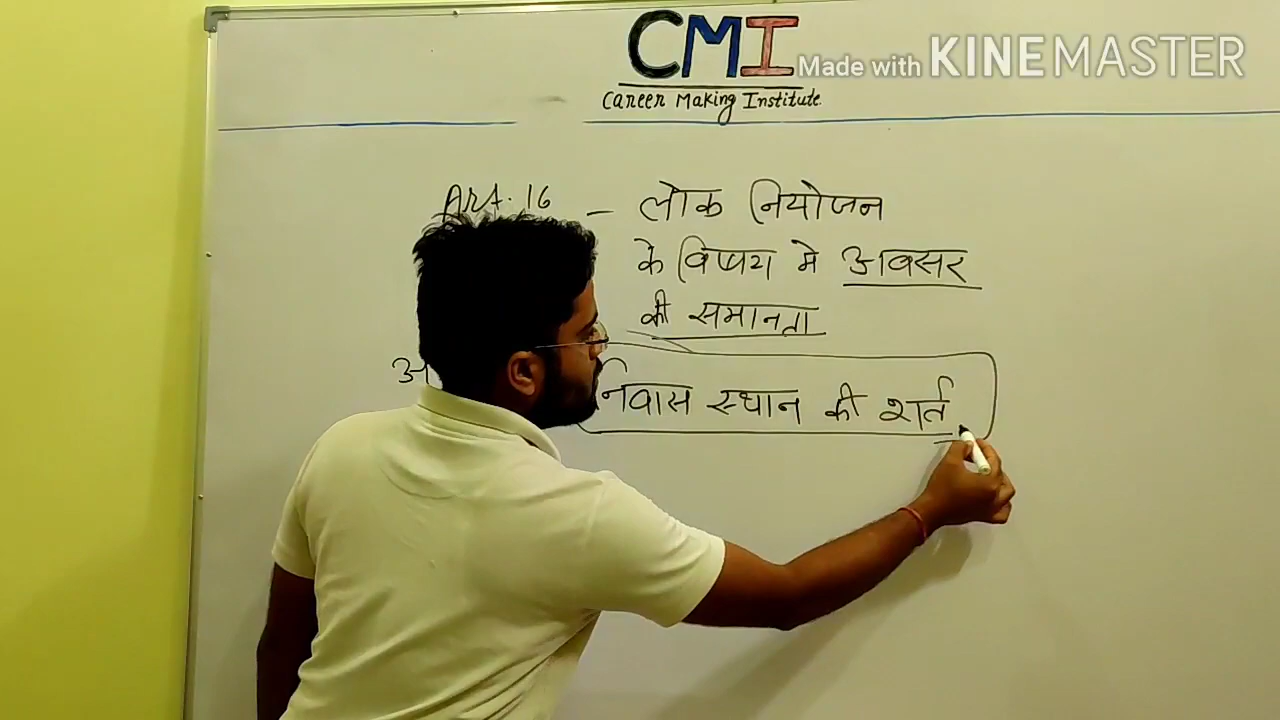 CMI
Made with KINEMASTER
Career Making Institute
Art. 16 - लोक नियोजन
के विषय मे अवसर
की समानता
अ
निवास स्थान की शर्त